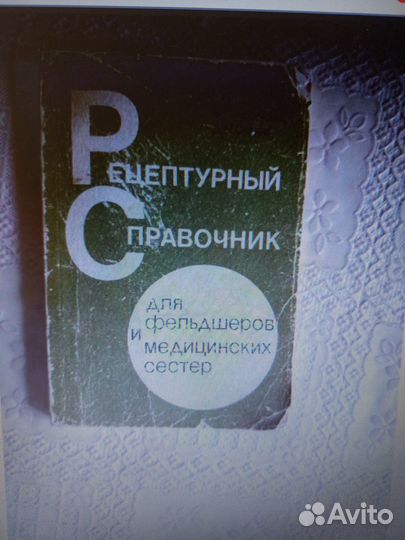 Рецептурный
Справочник
для
фельдшеров
и
медицинских
сестер
Avito